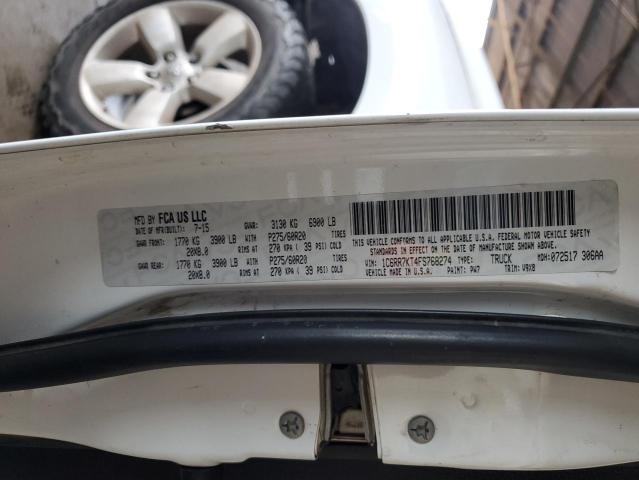 MFD BY FCA US LLC
DATE OF MFR(BUILT): 7-15 GVWR: 3130 KG 6900 LB
GAWR FRONT: 1770 KG 3900 LB WITH P275/60R20 TIRES
20X8.0 RIMS AT 270 KPA ( 39 PSI) COLD
GAWR REAR: 1770 KG 3900 LB WITH P275/60R20 TIRES
20X8.0 RIMS AT 270 KPA ( 39 PSI) COLD
THIS VEHICLE CONFORMS TO ALL APPLICABLE U.S.A. FEDERAL MOTOR VEHICLE SAFETY
STANDARDS IN EFFECT ON THE DATE OF MANUFACTURE SHOWN ABOVE.
VIN: 1C6RR7KT4FS768274 TYPE: TRUCK MDH: 072517 306AA
VEHICLE MADE IN U.S.A. PAINT: PW7 TRIM: V9X8